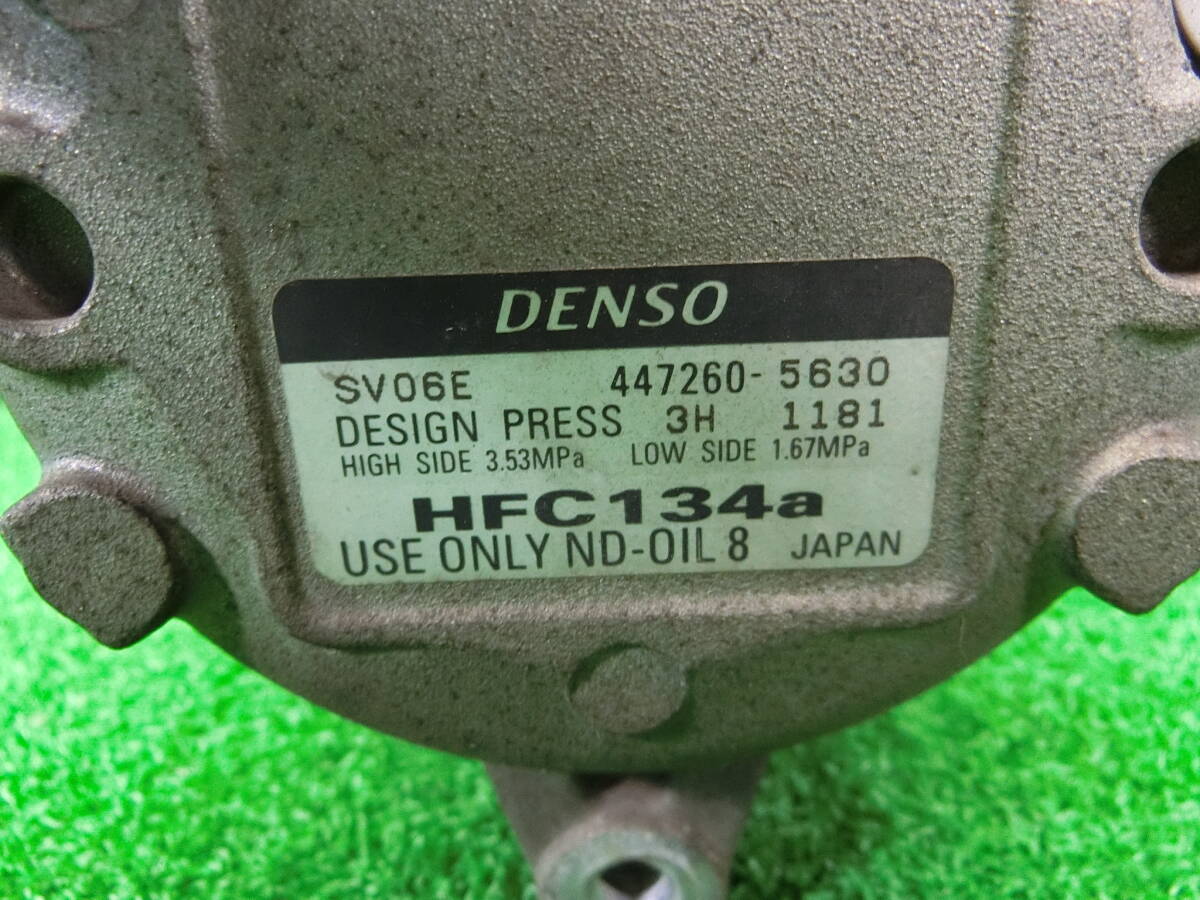 DENSO
SV06E 447260-5630
DESIGN PRESS 3H 1181
HIGH SIDE 3.53MPa LOW SIDE 1.67MPa
HFC134a
USE ONLY ND-OIL 8 JAPAN